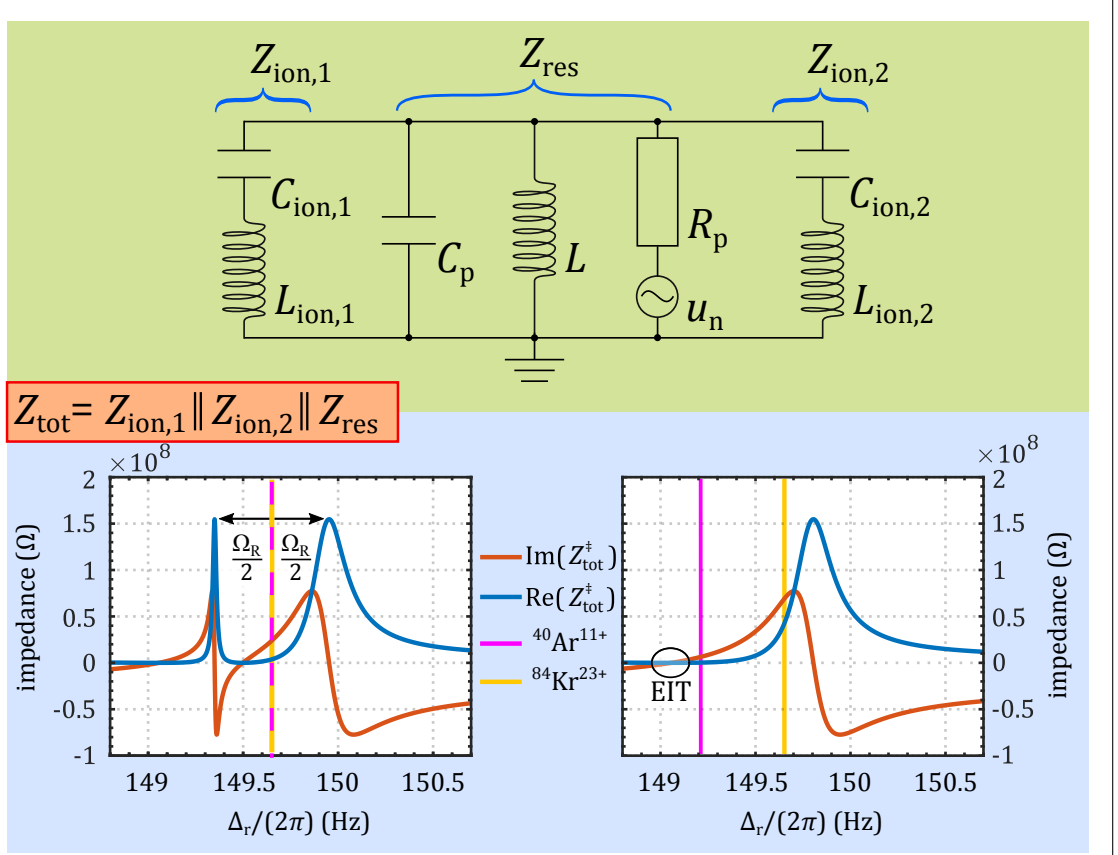 Z_ion,1
Z_res
Z_ion,2
C_ion,1
L_ion,1
C_p
L
R_p
u_n
C_ion,2
L_ion,2
Z_tot= Z_ion,1 ∥ Z_ion,2 ∥ Z_res
×10^8
2
1.5
1
0.5
0
-0.5
-1
impedance (Ω)
Ω_R/2
Ω_R/2
149
149.5
150
150.5
Δ_r/(2π) (Hz)
Im(Z^‡_tot)
Re(Z^‡_tot)
^40Ar^11+
^84Kr^23+
EIT
149
149.5
150
150.5
Δ_r/(2π) (Hz)
×10^8
2
1.5
1
0.5
0
-0.5
-1
impedance (Ω)